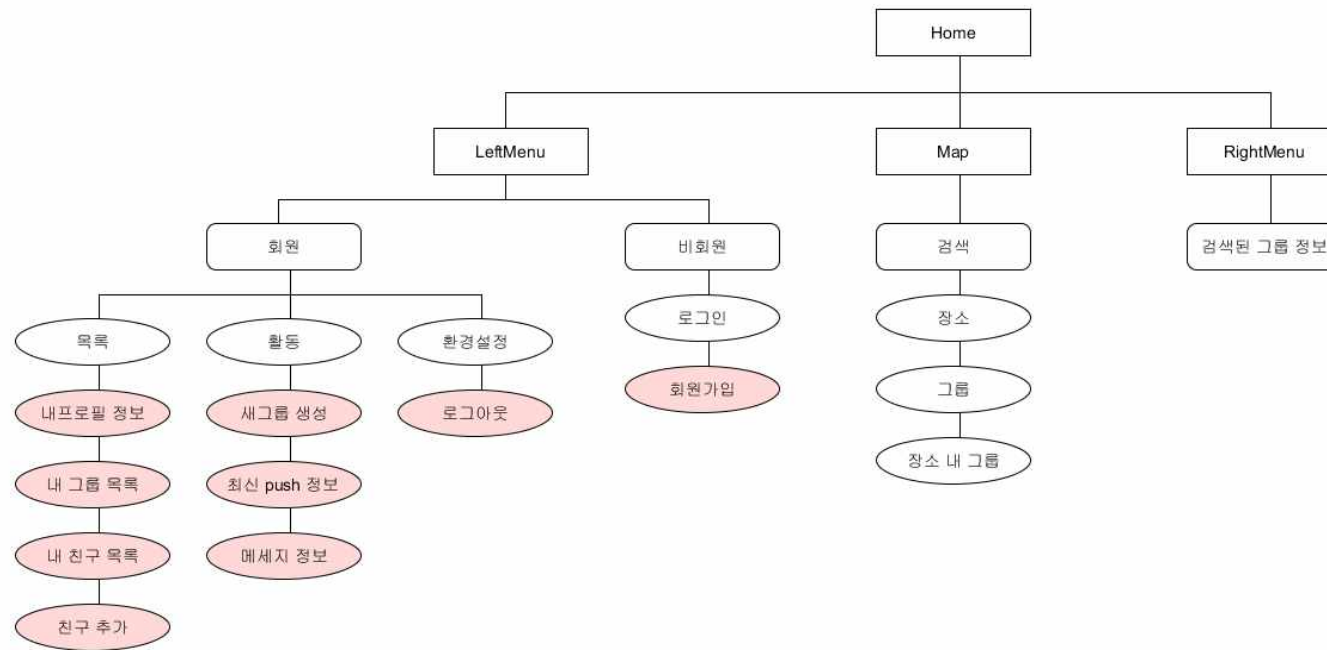 Home
LeftMenu
Map
RightMenu
회원
비회원
검색
검색된 그룹 정보
목록
활동
환경설정
로그인
장소
내프로필 정보
새그룹 생성
로그아웃
회원가입
그룹
내 그룹 목록
최신 push 정보
장소 내 그룹
내 친구 목록
메세지 정보
친구 추가